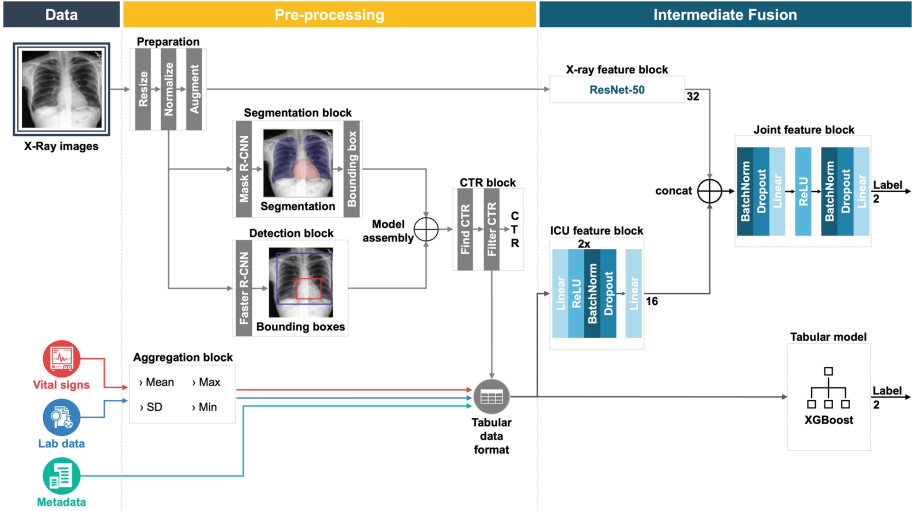 Data
Pre-processing
Intermediate Fusion
X-Ray images
Preparation
Resize
Normalize
Augment
Segmentation block
Mask R-CNN
Segmentation
Bounding box
Detection block
Faster R-CNN
Bounding boxes
Model
assembly
CTR block
Find CTR
Filter CTR
C
T
R
X-ray feature block
ResNet-50
32
concat
ICU feature block
2x
Linear
ReLU
BatchNorm
Dropout
Linear
16
Joint feature block
BatchNorm
Dropout
Linear
ReLU
BatchNorm
Dropout
Linear
Label
2
Vital signs
Lab data
Metadata
Aggregation block
› Mean
› Max
› SD
› Min
Tabular
data
format
Tabular model
XGBoost
Label
2